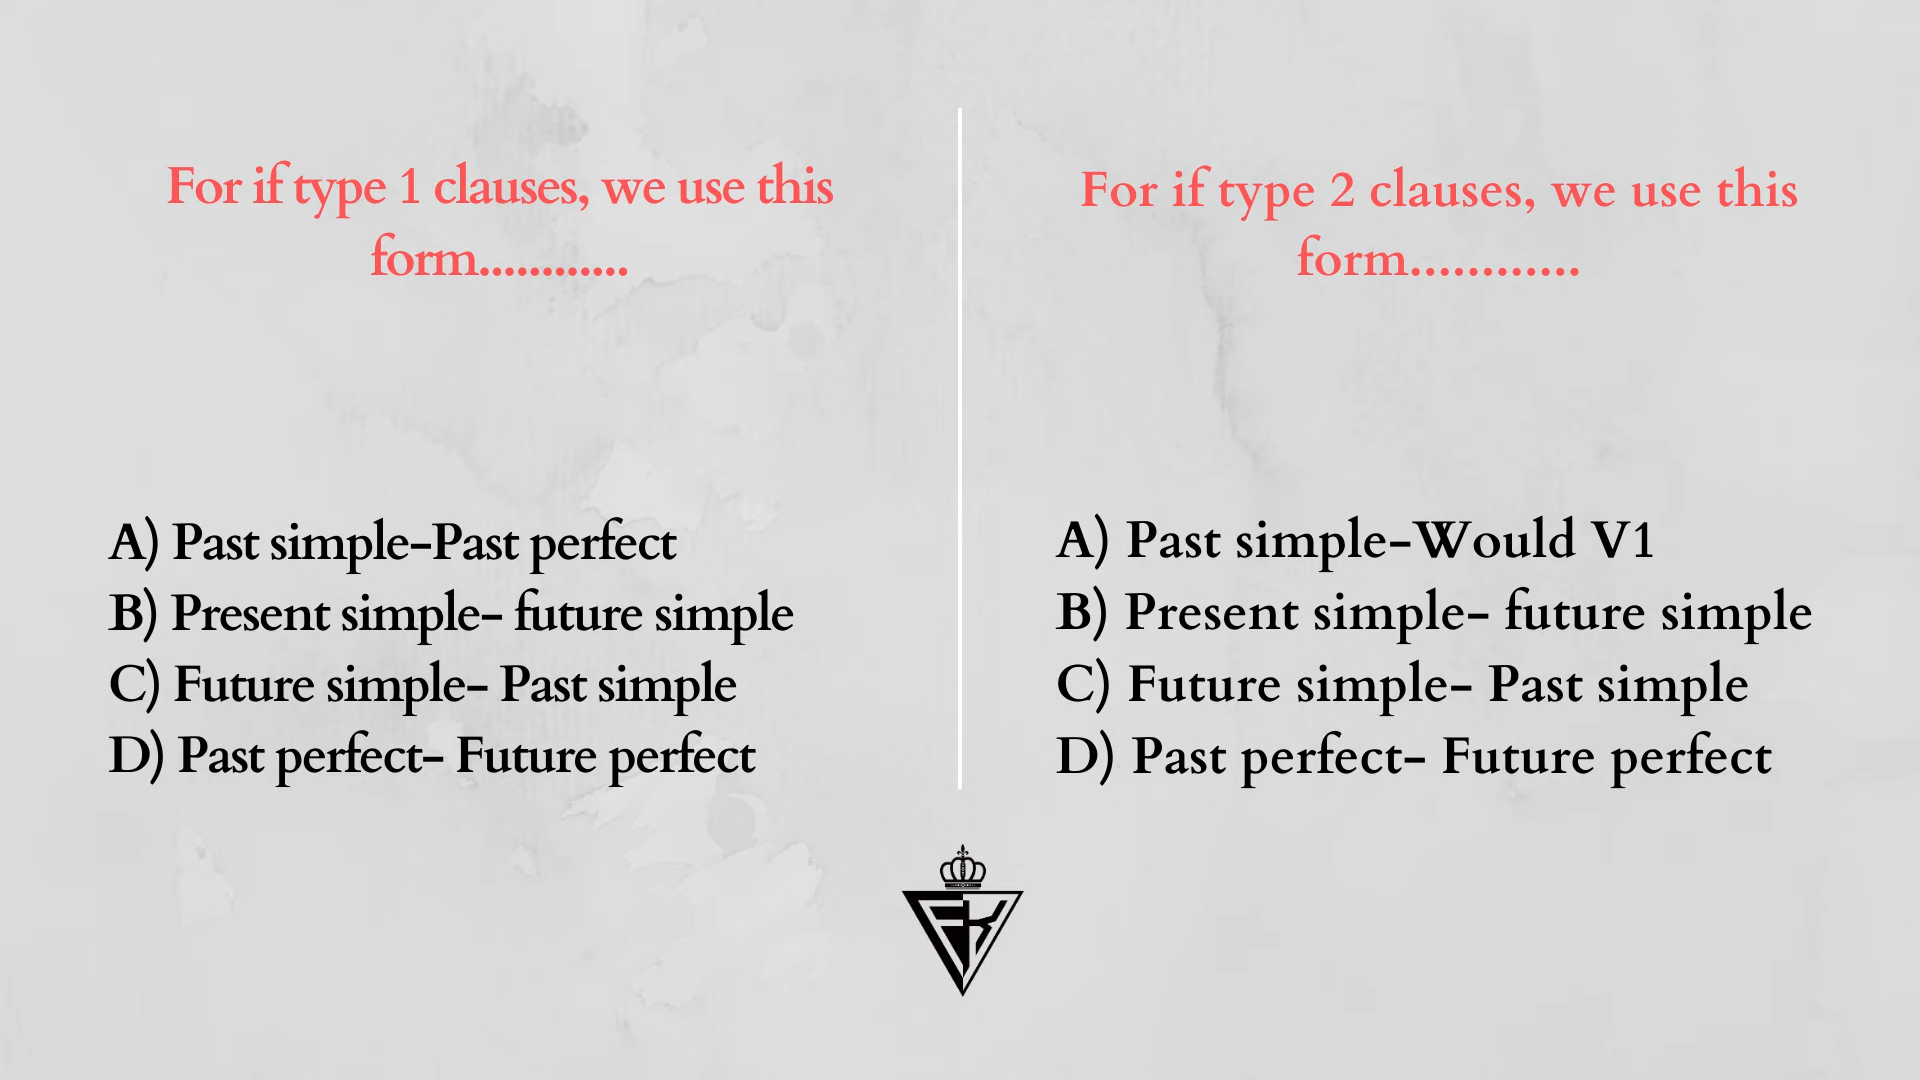 For if type 1 clauses, we use this
form............
A) Past simple-Past perfect
B) Present simple- future simple
C) Future simple- Past simple
D) Past perfect- Future perfect
For if type 2 clauses, we use this
form............
A) Past simple-Would V1
B) Present simple- future simple
C) Future simple- Past simple
D) Past perfect- Future perfect